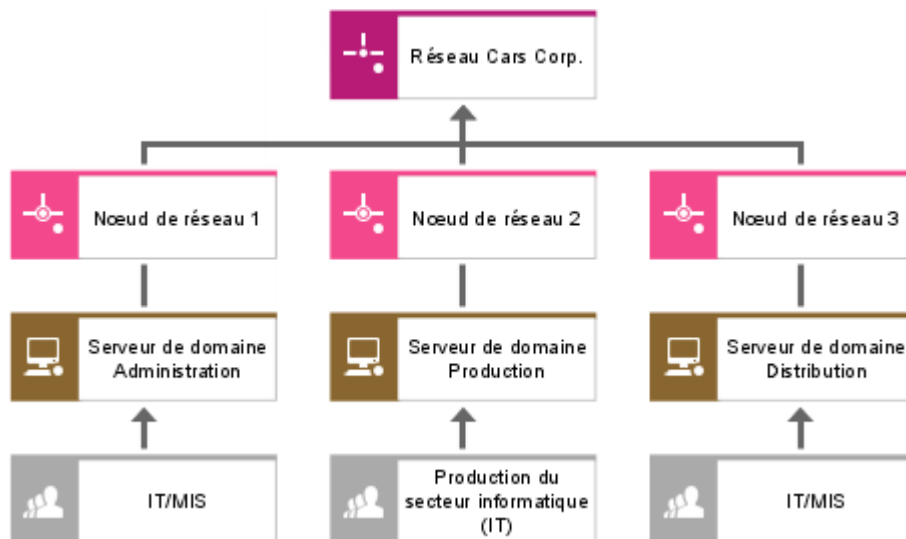 Réseau Cars Corp.
Nœud de réseau 1
Nœud de réseau 2
Nœud de réseau 3
Serveur de domaine
Administration
Serveur de domaine
Production
Serveur de domaine
Distribution
IT/MIS
Production du
secteur informatique
(IT)
IT/MIS